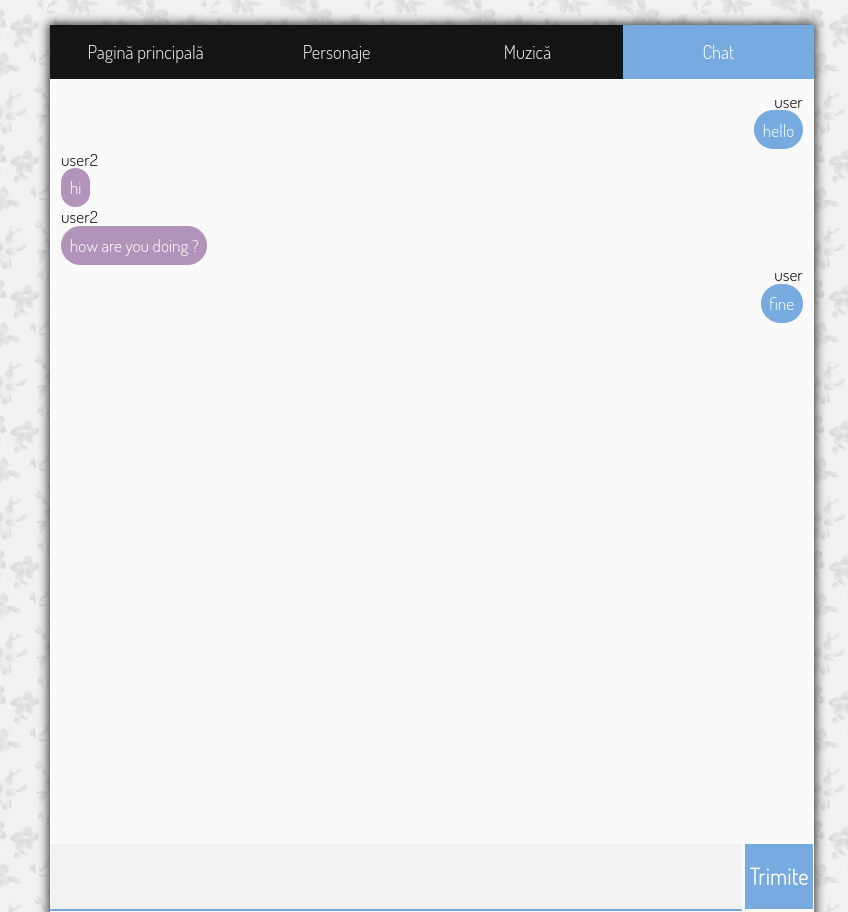 Pagină principală
Personaje
Muzică
Chat
user
hello
user2
hi
user2
how are you doing ?
user
fine
Trimite